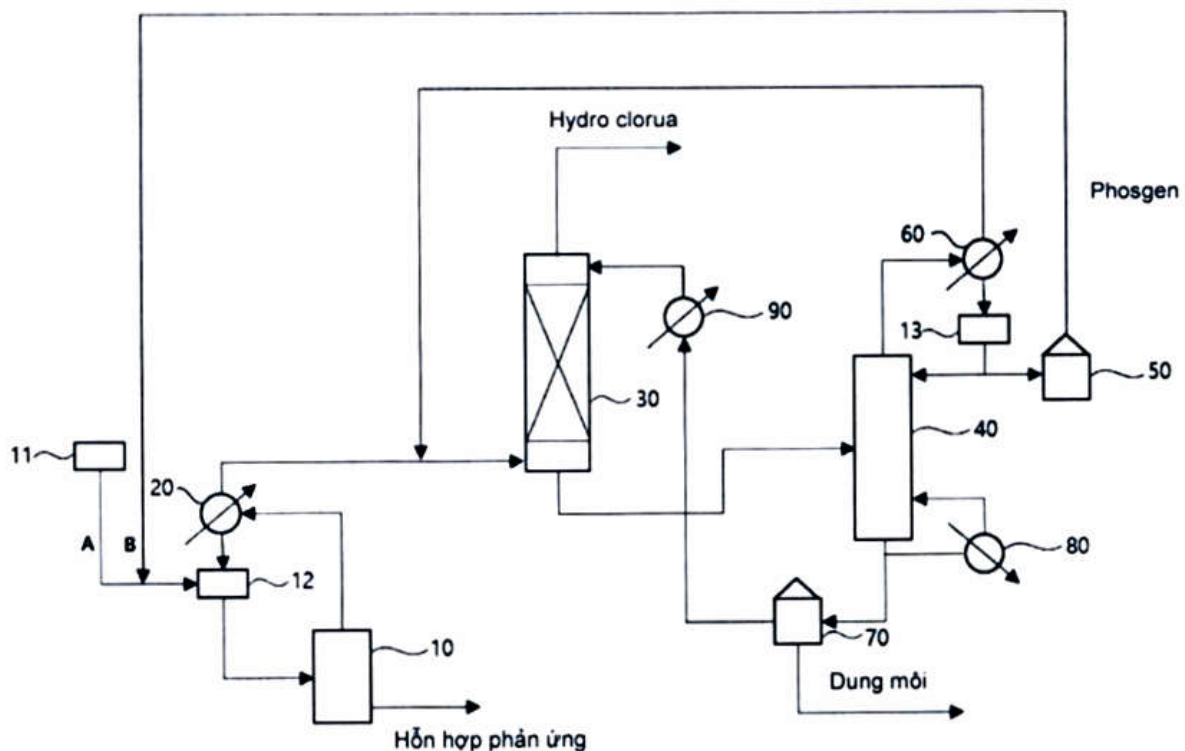 Hydro clorua
Phosgen
60
90
13
50
30
40
11
20
A
B
12
80
70
10
Dung môi
Hỗn hợp phản ứng